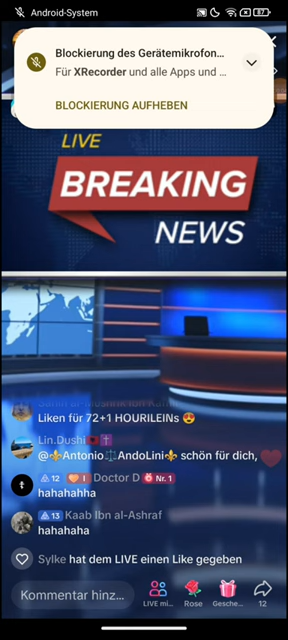 Android-System
87
Blockierung des Gerätemikrofon…
Für XRecorder und alle Apps und …
BLOCKIERUNG AUFHEBEN
LIVE
BREAKING
NEWS
Liken für 72+1 HOURILEINs 😍
Lin.Dushi🇦🇱✝️
@⚜️Antonio⚖️AndoLini⚜️ schön für dich,
12 I Doctor D Nr. 1
hahahahha
13 Kaab Ibn al-Ashraf
hahahaha
Sylke hat dem LIVE einen Like gegeben
Kommentar hinz...
LIVE mi...
Rose
Gesche...
12